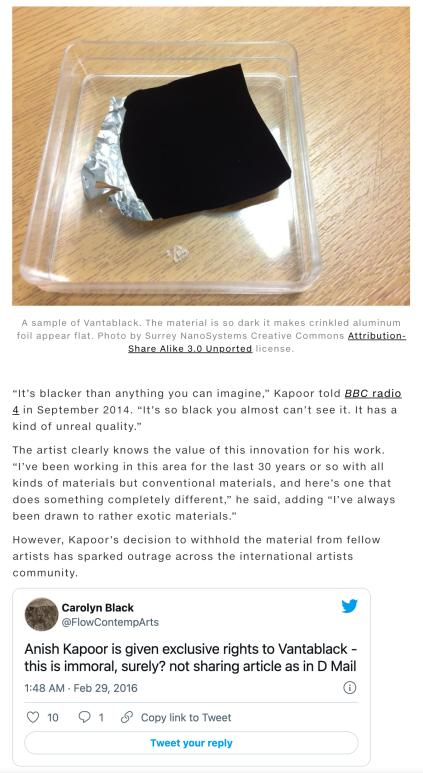 A sample of Vantablack. The material is so dark it makes crinkled aluminum
foil appear flat. Photo by Surrey NanoSystems Creative Commons Attribution-
Share Alike 3.0 Unported license.
“It’s blacker than anything you can imagine,” Kapoor told BBC radio
4 in September 2014. “It’s so black you almost can’t see it. It has a
kind of unreal quality.”
The artist clearly knows the value of this innovation for his work.
“I’ve been working in this area for the last 30 years or so with all
kinds of materials but conventional materials, and here’s one that
does something completely different,” he said, adding “I’ve always
been drawn to rather exotic materials.”
However, Kapoor’s decision to withhold the material from fellow
artists has sparked outrage across the international artists
community.
Carolyn Black
@FlowContempArts
Anish Kapoor is given exclusive rights to Vantablack -
this is immoral, surely? not sharing article as in D Mail
1:48 AM · Feb 29, 2016
10 1 Copy link to Tweet
Tweet your reply